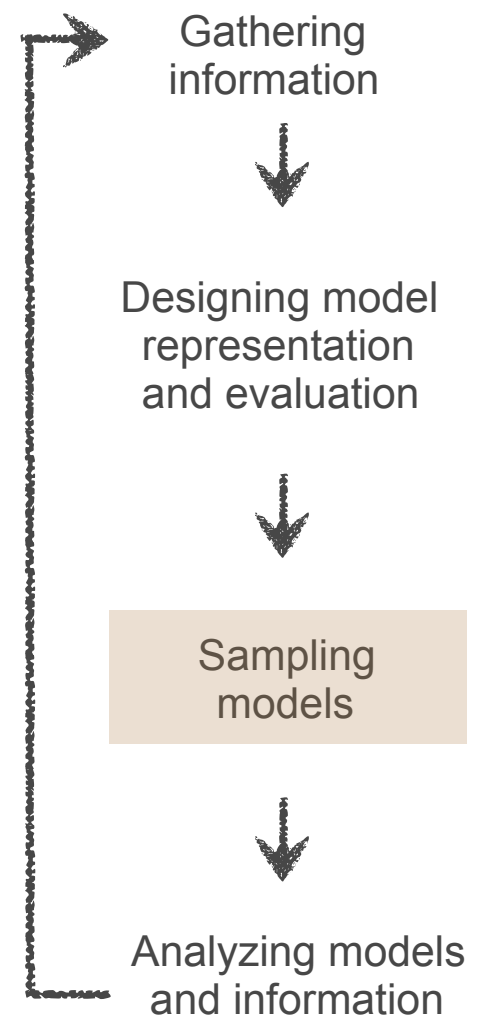 Gathering
information
Designing model
representation
and evaluation
Sampling
models
Analyzing models
and information